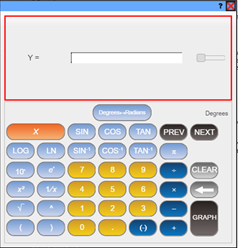 ?
Y =
Degrees↔Radians
Degrees
X SIN COS TAN PREV NEXT
LOG LN SIN⁻¹ COS⁻¹ TAN⁻¹ π
10ˣ eˣ 7 8 9 ÷ CLEAR
x² 1/x 4 5 6 ×
√ ^ 1 2 3 − GRAPH
( ) 0 . (-) +